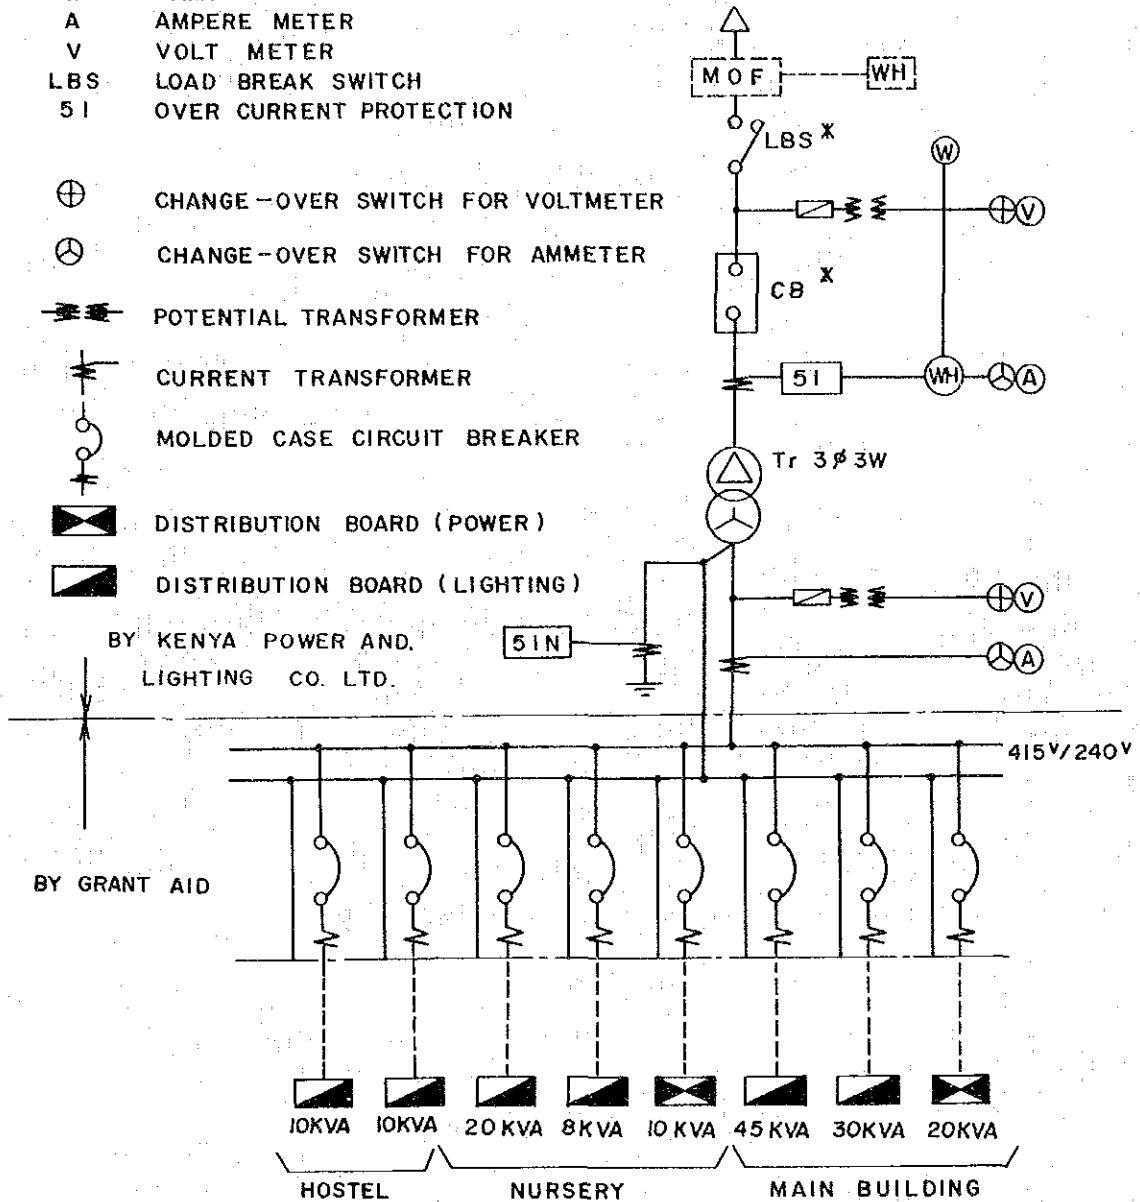 A AMPERE METER
V VOLT METER
LBS LOAD BREAK SWITCH
51 OVER CURRENT PROTECTION
CHANGE-OVER SWITCH FOR VOLTMETER
CHANGE-OVER SWITCH FOR AMMETER
POTENTIAL TRANSFORMER
CURRENT TRANSFORMER
MOLDED CASE CIRCUIT BREAKER
DISTRIBUTION BOARD (POWER)
DISTRIBUTION BOARD (LIGHTING)
BY KENYA POWER AND.
LIGHTING CO. LTD.
BY GRANT AID
MOF WH
LBS *
W
V
CB *
51 WH A
Tr 3φ3W
V
51N
A
415V/240V
10KVA 10KVA 20KVA 8KVA 10KVA 45KVA 30KVA 20KVA
HOSTEL NURSERY MAIN BUILDING